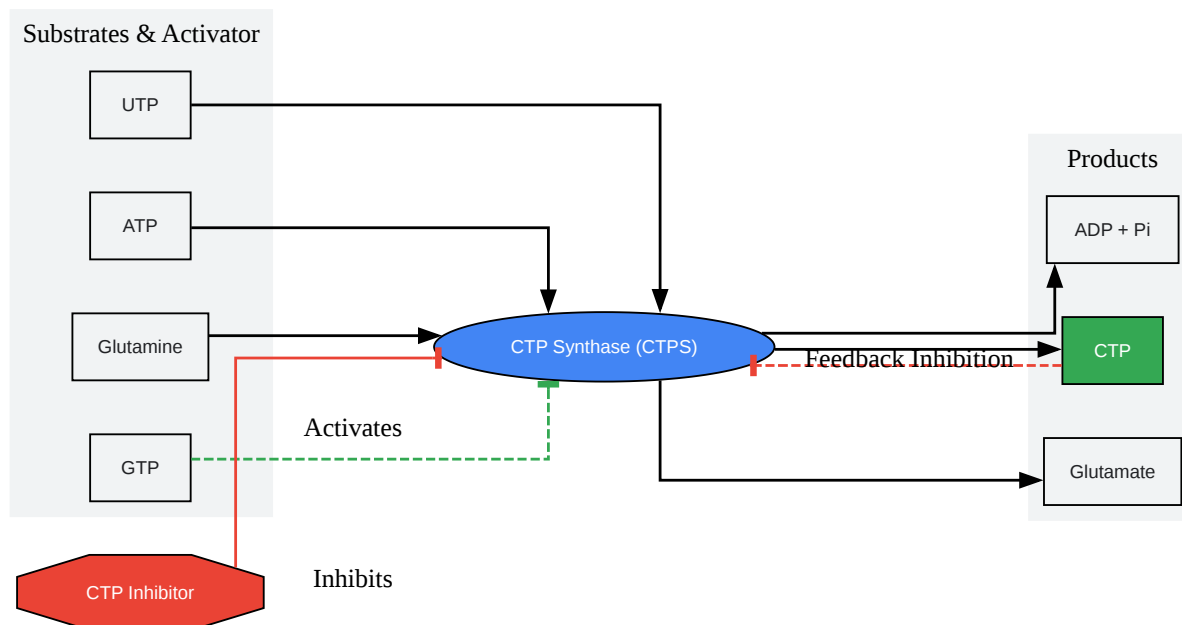 Substrates & Activator
UTP
ATP
Glutamine
GTP
Activates
CTP Inhibitor
Inhibits
CTP Synthase (CTPS)
Feedback Inhibition
Products
ADP + Pi
CTP
Glutamate